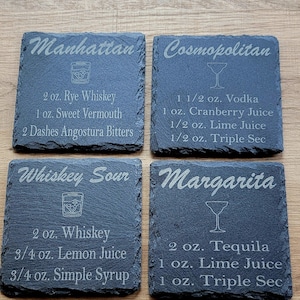 Manhattan
2 oz. Rye Whiskey
1 oz. Sweet Vermouth
2 Dashes Angostura Bitters
Cosmopolitan
1 1/2 oz. Vodka
1 oz. Cranberry Juice
1/2 oz. Lime Juice
1/2 oz. Triple Sec
Whiskey Sour
2 oz. Whiskey
3/4 oz. Lemon Juice
3/4 oz. Simple Syrup
Margarita
2 oz. Tequila
1 oz. Lime Juice
1 oz. Triple Sec